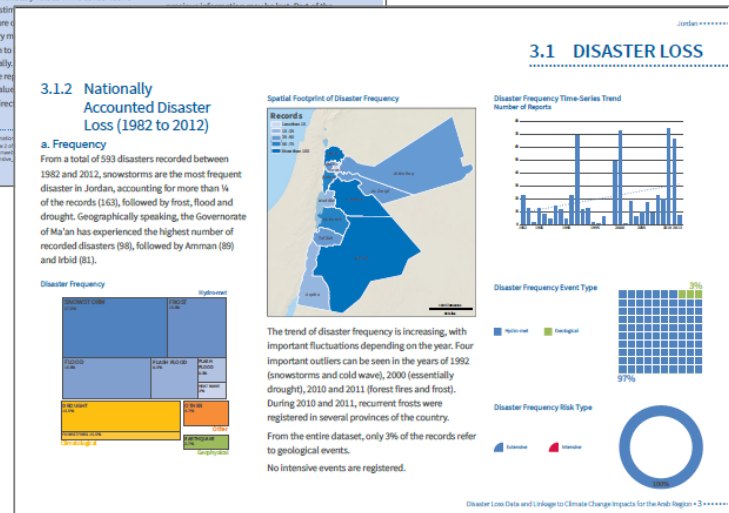 Jordan
3.1 DISASTER LOSS
3.1.2 Nationally
Accounted Disaster
Loss (1982 to 2012)
a. Frequency
From a total of 593 disasters recorded between
1982 and 2012, snowstorms are the most frequent
disaster in Jordan, accounting for more than ¼
of the records (163), followed by frost, flood and
drought. Geographically speaking, the Governorate
of Ma'an has experienced the highest number of
recorded disasters (98), followed by Amman (89)
and Irbid (81).
Disaster Frequency
Hydro-met
SNOWSTORM
FROST
FLOOD
FLASH FLOOD
HEAT WAVE
DROUGHT
OTHER
Other
EARTHQUAKE
Climatological
Geophysical
Spatial Footprint of Disaster Frequency
Records
The trend of disaster frequency is increasing, with
important fluctuations depending on the year. Four
important outliers can be seen in the years of 1992
(snowstorms and cold wave), 2000 (essentially
drought), 2010 and 2011 (forest fires and frost).
During 2010 and 2011, recurrent frosts were
registered in several provinces of the country.
From the entire dataset, only 3% of the records refer
to geological events.
No intensive events are registered.
Disaster Frequency Time-Series Trend
Number of Reports
Disaster Frequency Event Type
3%
Hydro-met
Geological
97%
Disaster Frequency Risk Type
Extensive
Intensive
100%
Disaster Loss Data and Linkage to Climate Change Impacts for the Arab Region • 3